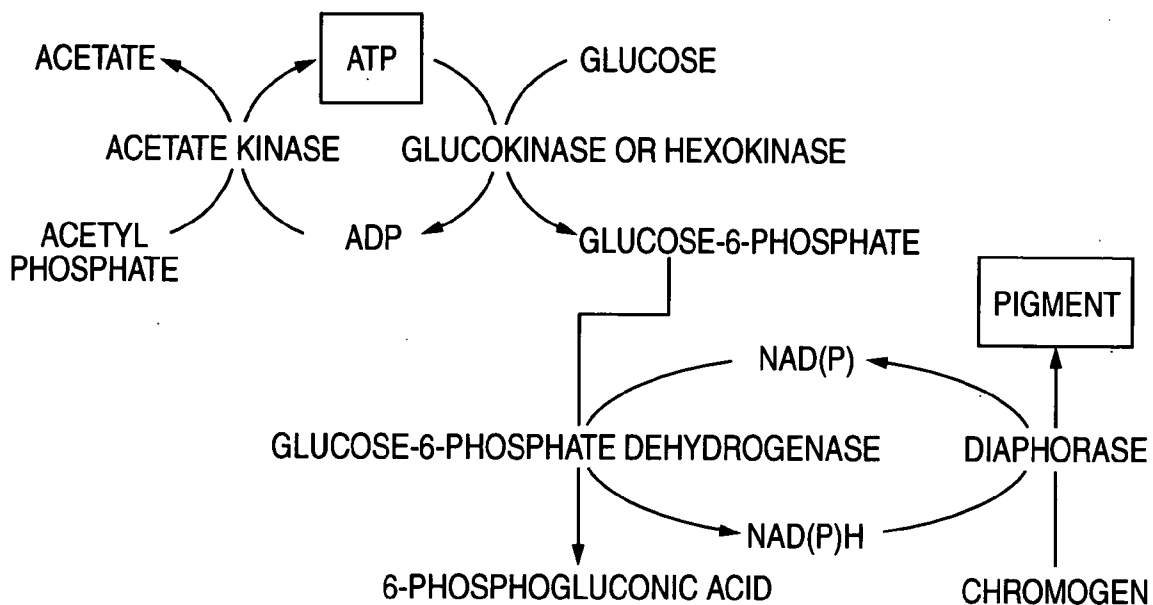 ACETATE
ATP
GLUCOSE
ACETATE KINASE
GLUCOKINASE OR HEXOKINASE
ACETYL
PHOSPHATE
ADP
GLUCOSE-6-PHOSPHATE
PIGMENT
NAD(P)
GLUCOSE-6-PHOSPHATE DEHYDROGENASE
DIAPHORASE
NAD(P)H
6-PHOSPHOGLUCONIC ACID
CHROMOGEN